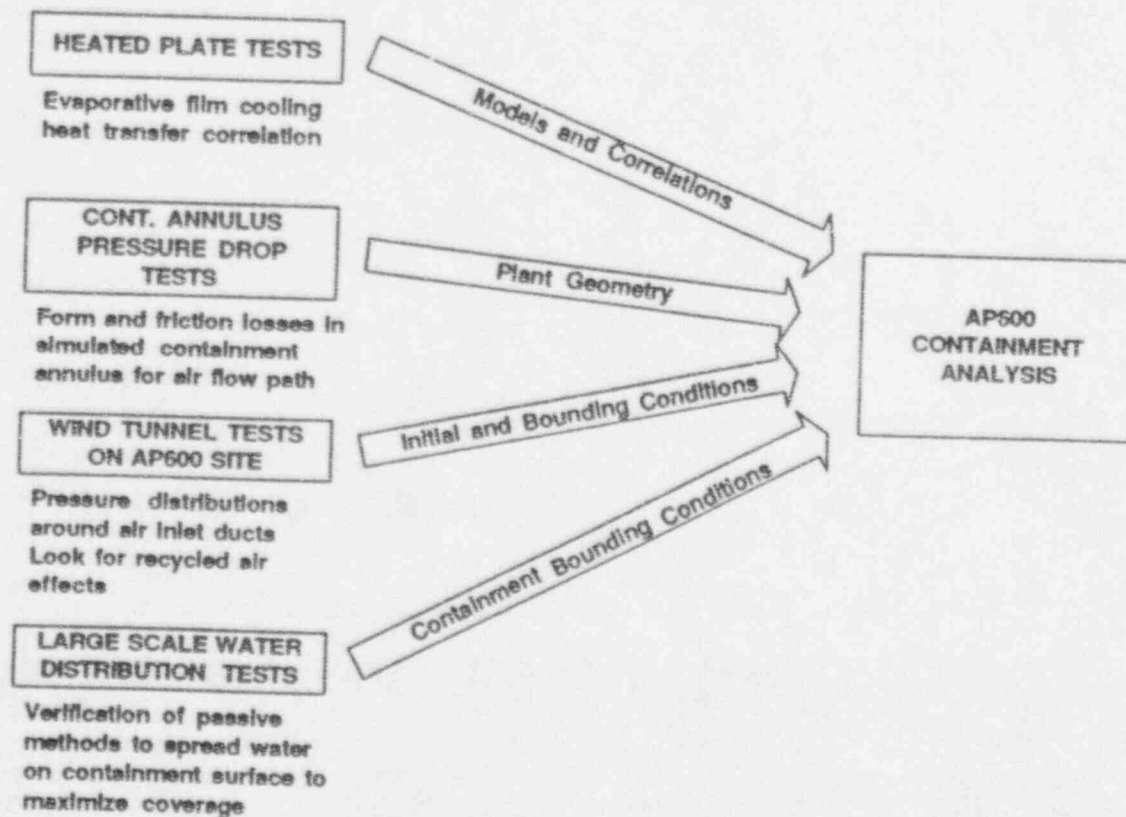 HEATED PLATE TESTS
Evaporative film cooling
heat transfer correlation
Models and Correlations
CONT. ANNULUS
PRESSURE DROP
TESTS
Form and friction losses in
simulated containment
annulus for air flow path
Plant Geometry
WIND TUNNEL TESTS
ON AP600 SITE
Pressure distributions
around air inlet ducts
Look for recycled air
effects
Initial and Bounding Conditions
LARGE SCALE WATER
DISTRIBUTION TESTS
Verification of passive
methods to spread water
on containment surface to
maximize coverage
Containment Bounding Conditions
AP600
CONTAINMENT
ANALYSIS